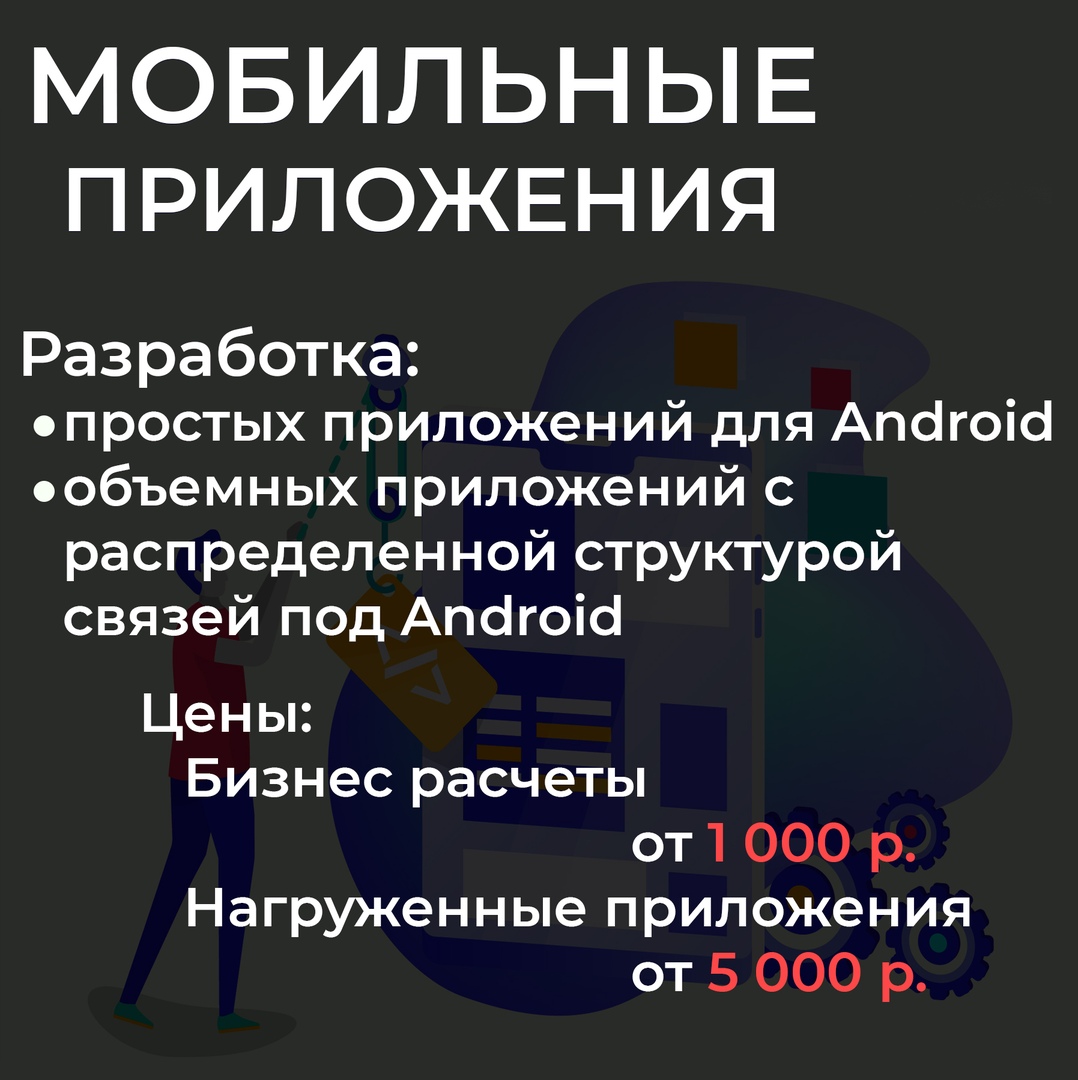 МОБИЛЬНЫЕ
ПРИЛОЖЕНИЯ
Разработка:
•простых приложений для Android
•объемных приложений с
распределенной структурой
связей под Android
Цены:
Бизнес расчеты
от 1 000 р.
Нагруженные приложения
от 5 000 р.